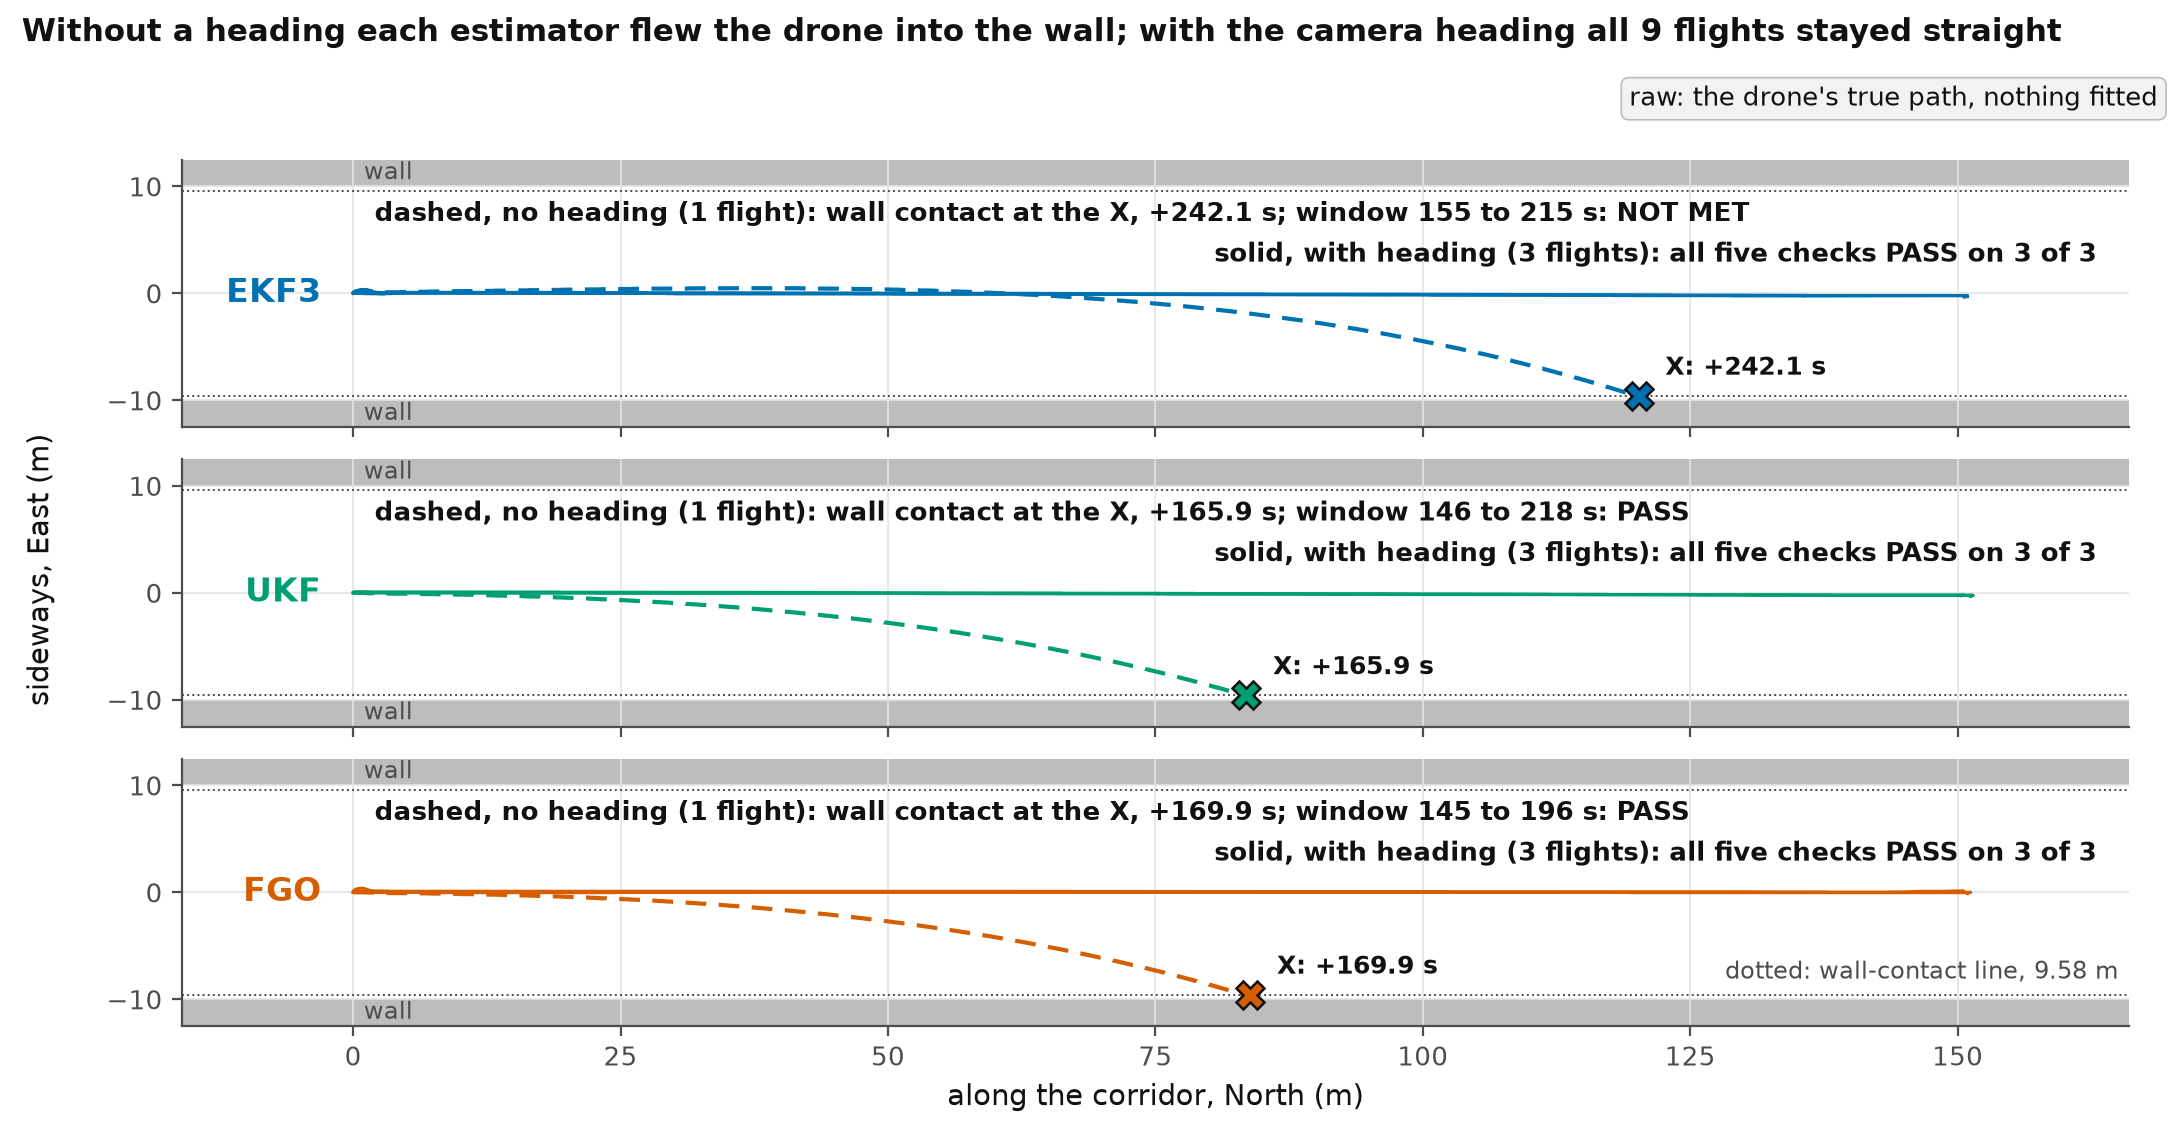 Without a heading each estimator flew the drone into the wall; with the camera heading all 9 flights stayed straight
raw: the drone's true path, nothing fitted
sideways, East (m)
wall
10
dashed, no heading (1 flight): wall contact at the X, +242.1 s; window 155 to 215 s: NOT MET
solid, with heading (3 flights): all five checks PASS on 3 of 3
EKF3
0
X: +242.1 s
−10
wall
wall
10
dashed, no heading (1 flight): wall contact at the X, +165.9 s; window 146 to 218 s: PASS
solid, with heading (3 flights): all five checks PASS on 3 of 3
UKF
0
X: +165.9 s
−10
wall
wall
10
dashed, no heading (1 flight): wall contact at the X, +169.9 s; window 145 to 196 s: PASS
solid, with heading (3 flights): all five checks PASS on 3 of 3
FGO
0
X: +169.9 s
dotted: wall-contact line, 9.58 m
−10
wall
0 25 50 75 100 125 150
along the corridor, North (m)